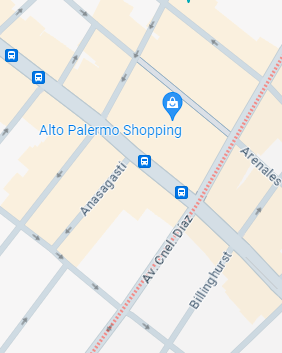 Alto Palermo Shopping
Arenales
Anasagasti
Av. Cnel. Díaz
Billinghurst